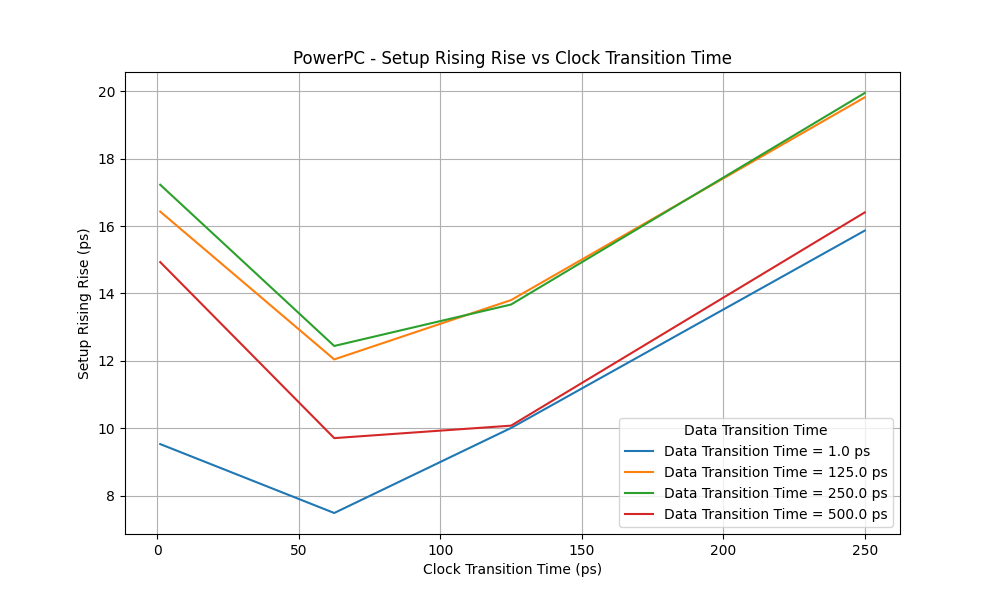 PowerPC - Setup Rising Rise vs Clock Transition Time
Setup Rising Rise (ps)
20
18
16
14
12
10
8
0
50
100
150
200
250
Clock Transition Time (ps)
Data Transition Time
Data Transition Time = 1.0 ps
Data Transition Time = 125.0 ps
Data Transition Time = 250.0 ps
Data Transition Time = 500.0 ps